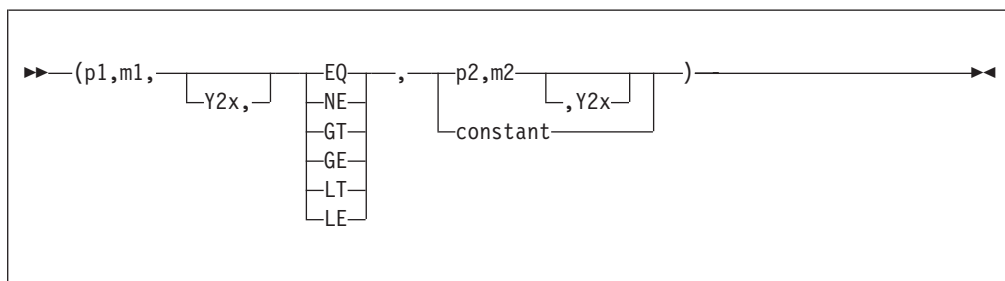 (p1,m1, EQ , p2,m2 )
Y2x, NE ,Y2x
GT constant
GE
LT
LE